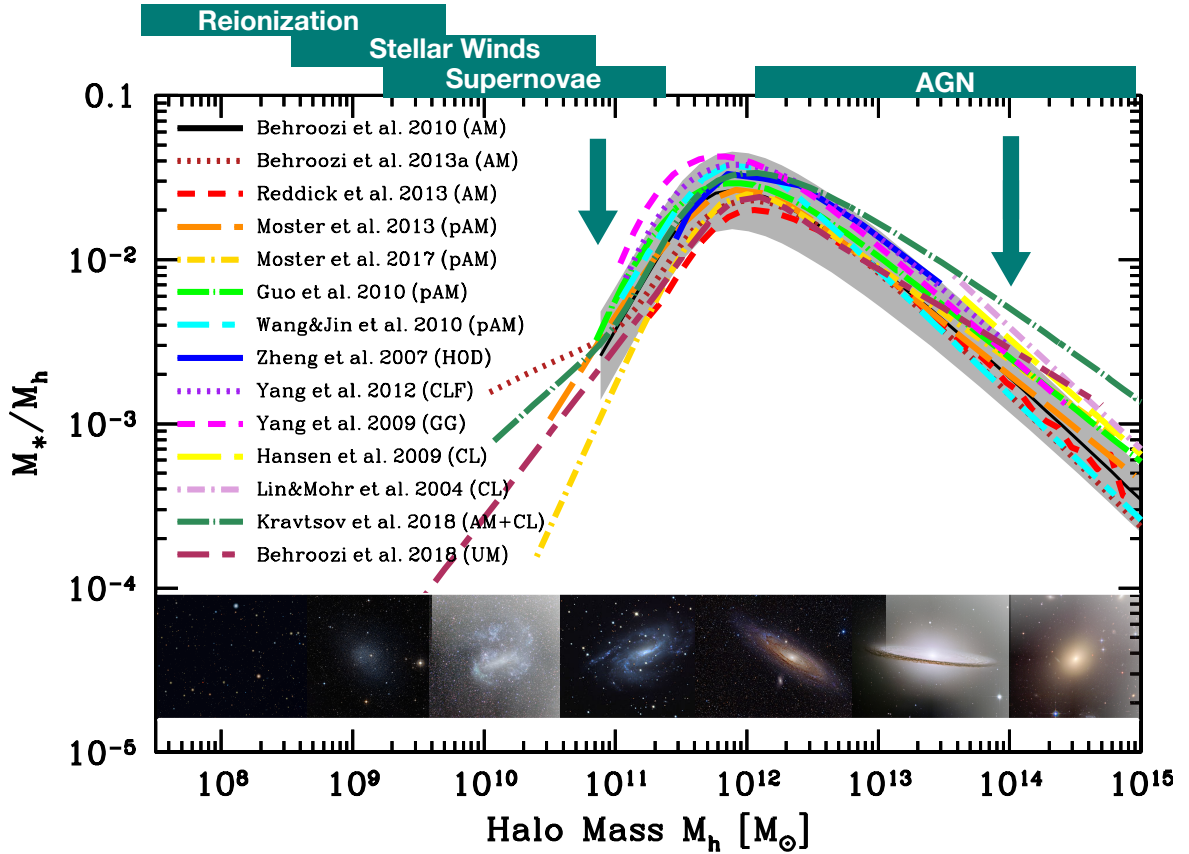 Reionization
Stellar Winds
Supernovae
AGN
0.1
Behroozi et al. 2010 (AM)
Behroozi et al. 2013a (AM)
Reddick et al. 2013 (AM)
Moster et al. 2013 (pAM)
Moster et al. 2017 (pAM)
Guo et al. 2010 (pAM)
Wang&Jin et al. 2010 (pAM)
Zheng et al. 2007 (HOD)
Yang et al. 2012 (CLF)
Yang et al. 2009 (GG)
Hansen et al. 2009 (CL)
Lin&Mohr et al. 2004 (CL)
Kravtsov et al. 2018 (AM+CL)
Behroozi et al. 2018 (UM)
10⁻²
10⁻³
10⁻⁴
10⁻⁵
M*/Mₕ
10⁸ 10⁹ 10¹⁰ 10¹¹ 10¹² 10¹³ 10¹⁴ 10¹⁵
Halo Mass Mₕ [M⊙]